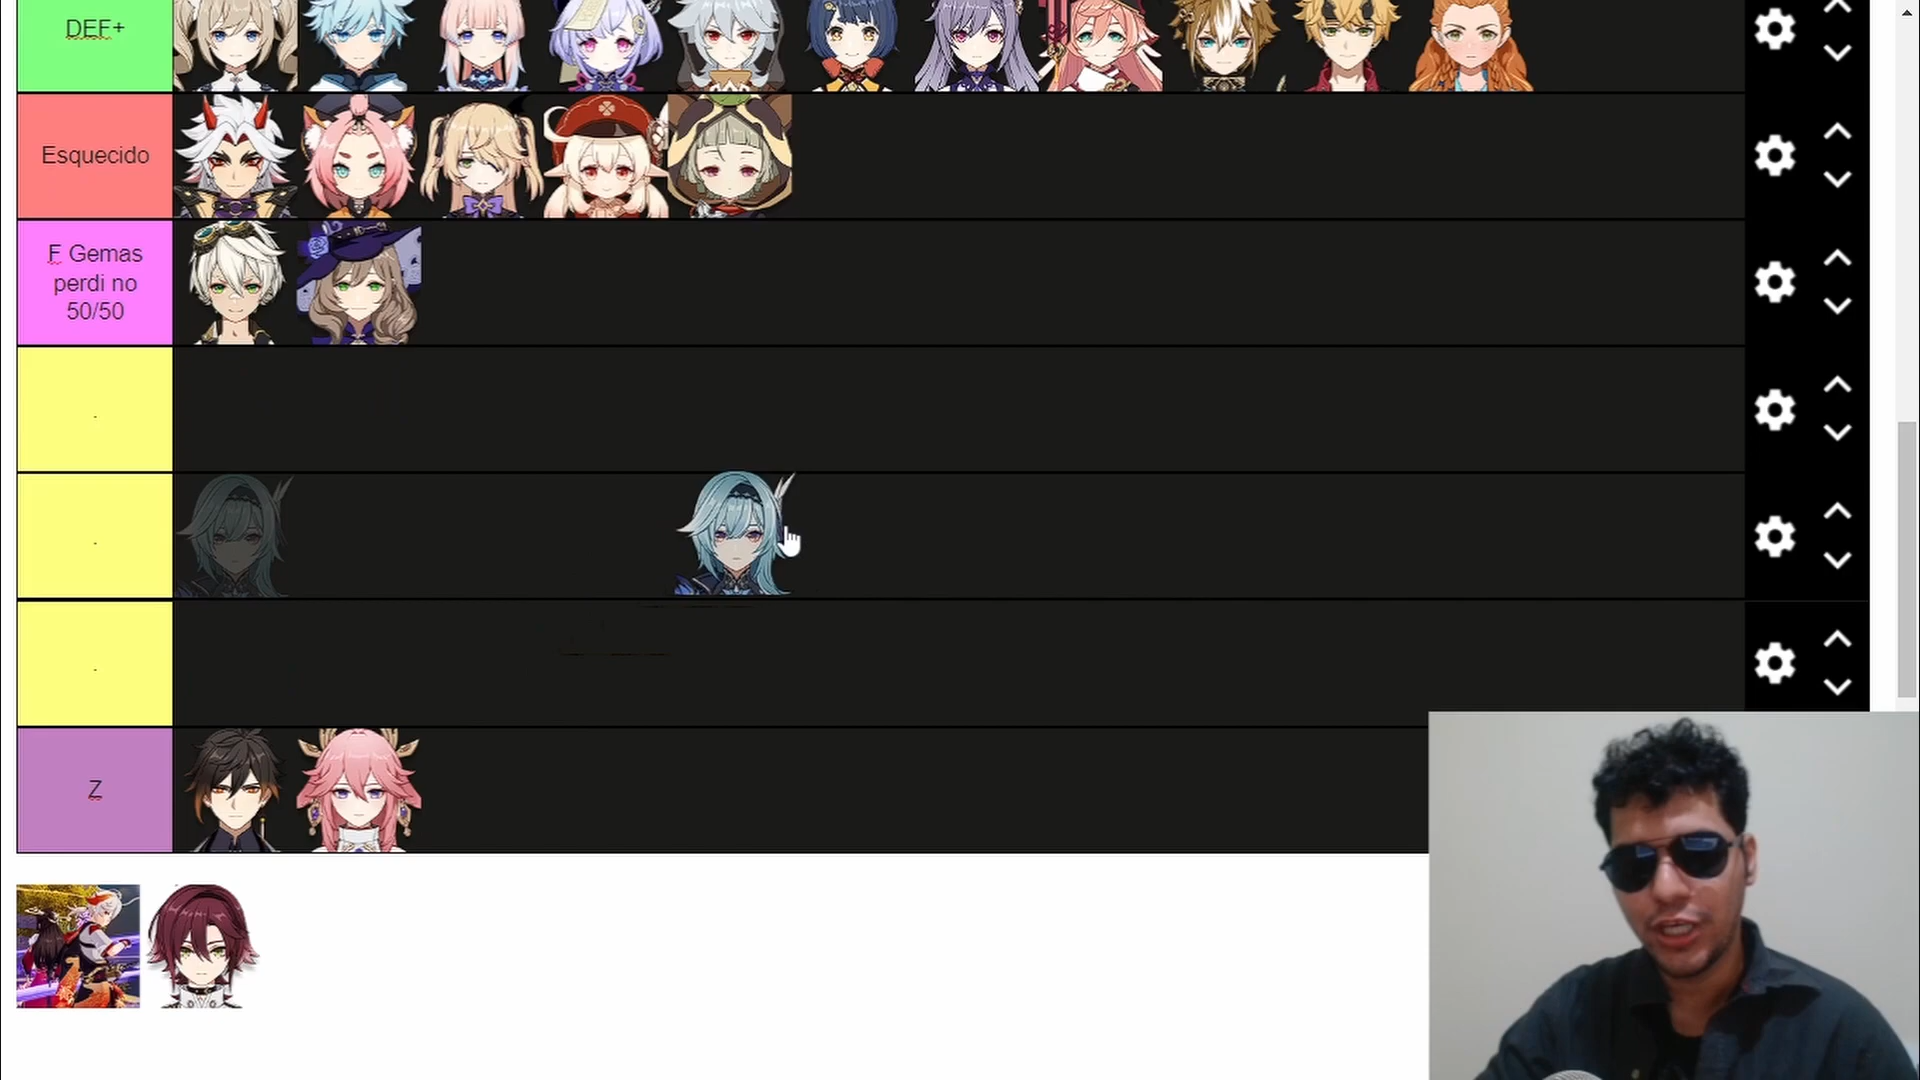 DEF+
Esquecido
F Gemas
perdi no
50/50
.
.
.
Z